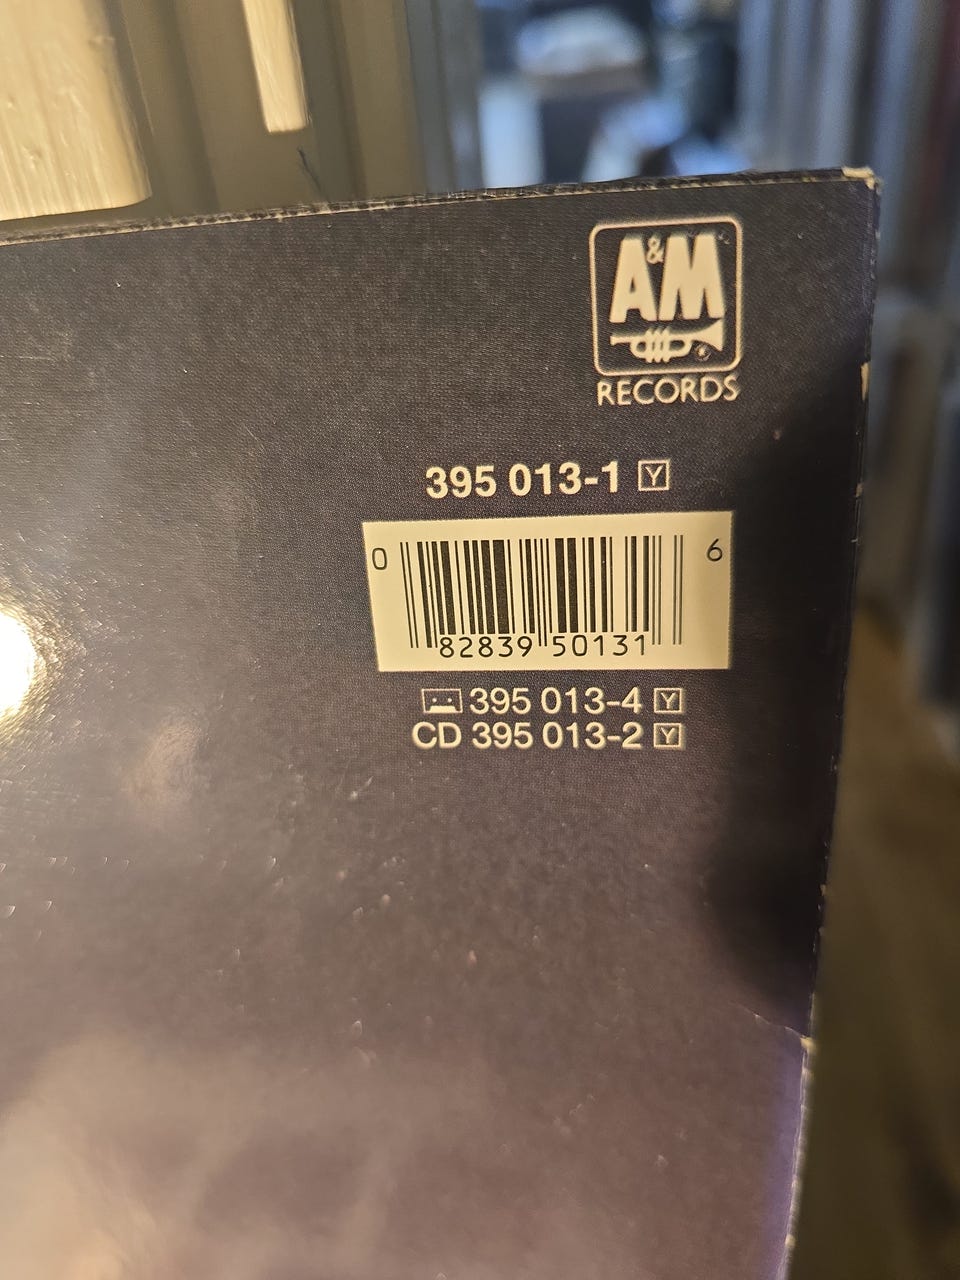 A&M
RECORDS
395 013-1 Y
0 82839 50131 6
395 013-4 Y
CD 395 013-2 Y